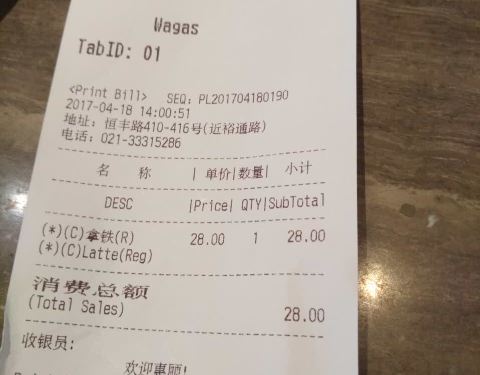 Wagas
TabID: 01
<Print Bill> SEQ: PL201704180190
2017-04-18 14:00:51
地址: 恒丰路410-416号(近裕通路)
电话: 021-33315286
名 称 |单价|数量| 小计
DESC |Price| QTY|SubTotal
(*)(C)拿铁(R) 28.00 1 28.00
(*)(C)Latte(Reg)
消费总额
(Total Sales) 28.00
收银员:
欢迎惠顾!